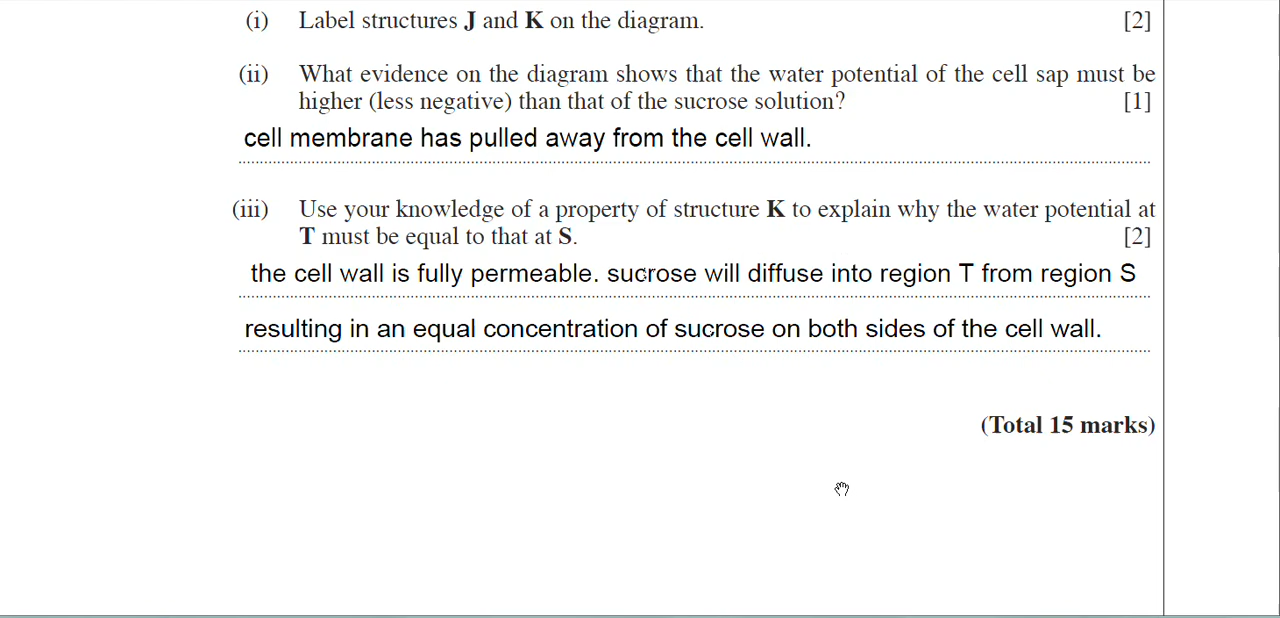 (i) Label structures J and K on the diagram. [2]
(ii) What evidence on the diagram shows that the water potential of the cell sap must be
higher (less negative) than that of the sucrose solution? [1]
cell membrane has pulled away from the cell wall.
(iii) Use your knowledge of a property of structure K to explain why the water potential at
T must be equal to that at S. [2]
the cell wall is fully permeable. sucrose will diffuse into region T from region S
resulting in an equal concentration of sucrose on both sides of the cell wall.
(Total 15 marks)